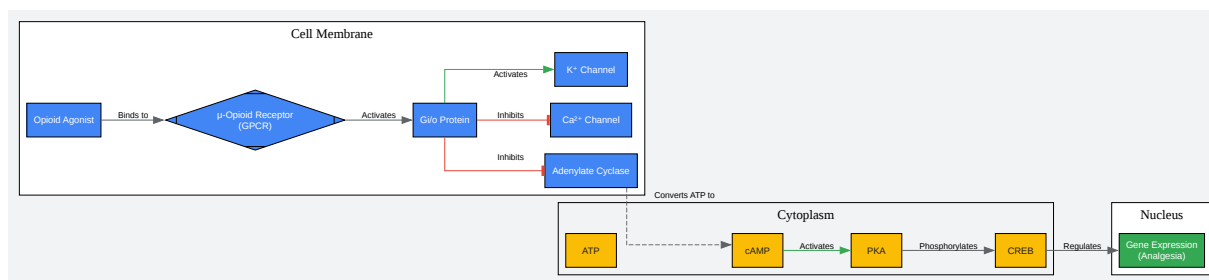 Cell Membrane
K⁺ Channel
Activates
Opioid Agonist
Binds to
μ-Opioid Receptor
(GPCR)
Activates
Gi/o Protein
Inhibits
Ca²⁺ Channel
Inhibits
Adenylate Cyclase
Converts ATP to
Cytoplasm
Nucleus
ATP
cAMP
Activates
PKA
Phosphorylates
CREB
Regulates
Gene Expression
(Analgesia)